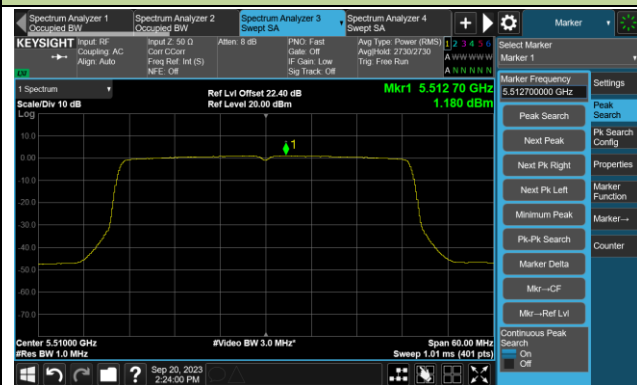 Spectrum Analyzer 1
Occupied BW
Spectrum Analyzer 2
Occupied BW
Spectrum Analyzer 3
Swept SA
Spectrum Analyzer 4
Swept SA
+
Marker
KEYSIGHT
Input: RF
Coupling: AC
Align: Auto
Input Z: 50 Ω
Corr CCorr
Freq Ref: Int (S)
NFE: Off
Atten: 8 dB
PNO: Fast
Gate: Off
IF Gain: Low
Sig Track: Off
Avg Type: Power (RMS)
Avg|Hold: 2730/2730
Trig: Free Run
1 2 3 4 5 6
A W W W W W
A N N N N N
Select Marker
Marker 1
1 Spectrum
Scale/Div 10 dB
Log
Ref Lvl Offset 22.40 dB
Ref Level 20.00 dBm
Mkr1 5.512 70 GHz
1.180 dBm
10.0
0.00
-10.0
-20.0
-30.0
-40.0
-50.0
-60.0
-70.0
1
Center 5.51000 GHz
#Res BW 1.0 MHz
#Video BW 3.0 MHz*
Span 60.00 MHz
Sweep 1.01 ms (401 pts)
Marker Frequency
5.512700000 GHz
Peak Search
Next Peak
Next Pk Right
Next Pk Left
Minimum Peak
Pk-Pk Search
Marker Delta
Mkr→CF
Mkr→Ref Lvl
Continuous Peak
Search
On
Off
Settings
Peak
Search
Pk Search
Config
Properties
Marker
Function
Marker→
Counter
?
Sep 20, 2023
2:24:00 PM